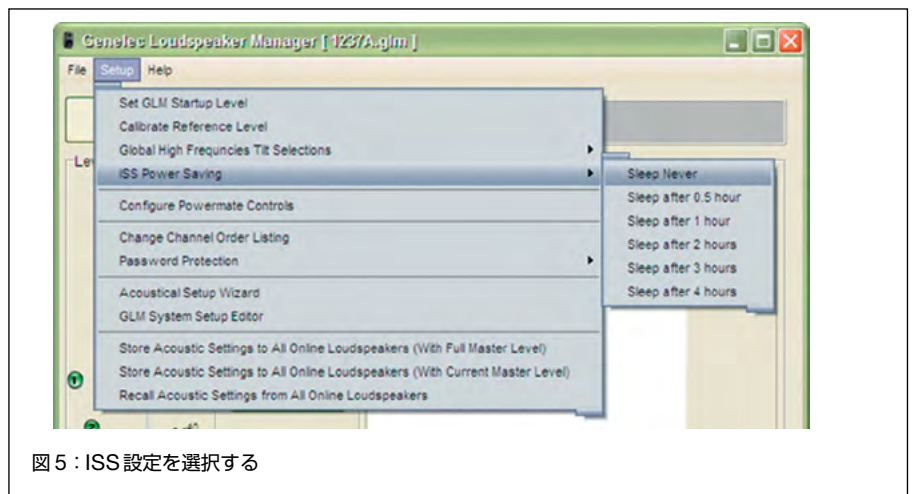 Genelec Loudspeaker Manager [ 1237A.glm ]
File Setup Help
Set GLM Startup Level
Calibrate Reference Level
Global High Frequncies Tilt Selections
Lev
ISS Power Saving
Sleep Never
Configure Powermate Controls
Sleep after 0.5 hour
Sleep after 1 hour
Change Channel Order Listing
Sleep after 2 hours
Password Protection
Sleep after 3 hours
Acoustical Setup Wizard
Sleep after 4 hours
GLM System Setup Editor
Store Acoustic Settings to All Online Loudspeakers (With Full Master Level)
Store Acoustic Settings to All Online Loudspeakers (With Current Master Level)
Recall Acoustic Settings from All Online Loudspeakers
図5：ISS設定を選択する